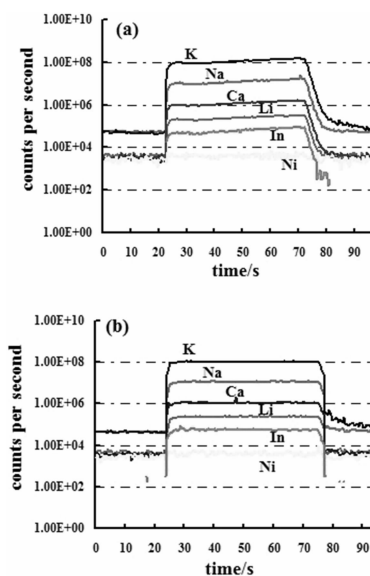 (a)
1.00E+10
1.00E+08
1.00E+06
1.00E+04
1.00E+02
1.00E+00
counts per second
K
Na
Ca
Li
In
Ni
0 10 20 30 40 50 60 70 80 90
time/s
(b)
1.00E+10
1.00E+08
1.00E+06
1.00E+04
1.00E+02
1.00E+00
counts per second
K
Na
Ca
Li
In
Ni
0 10 20 30 40 50 60 70 80 90
time/s